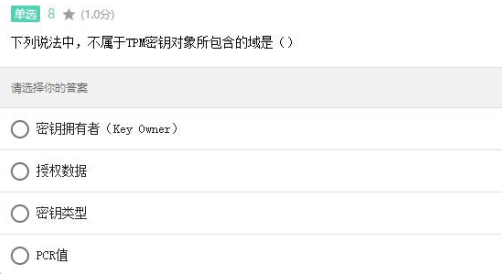 单选 8 ★ (1.0分)
下列说法中，不属于TPM密钥对象所包含的域是（）
请选择你的答案
密钥拥有者（Key Owner）
授权数据
密钥类型
PCR值